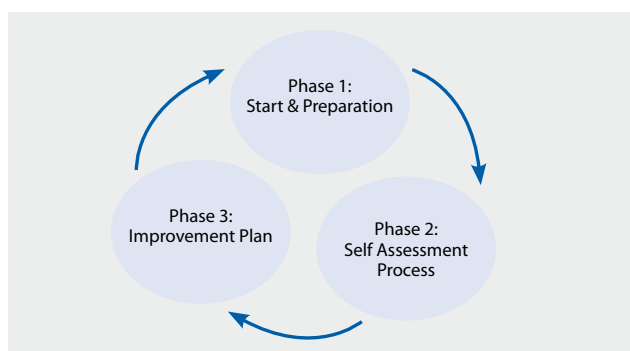 Phase 1:
Start & Preparation
Phase 2:
Self Assessment
Process
Phase 3:
Improvement Plan